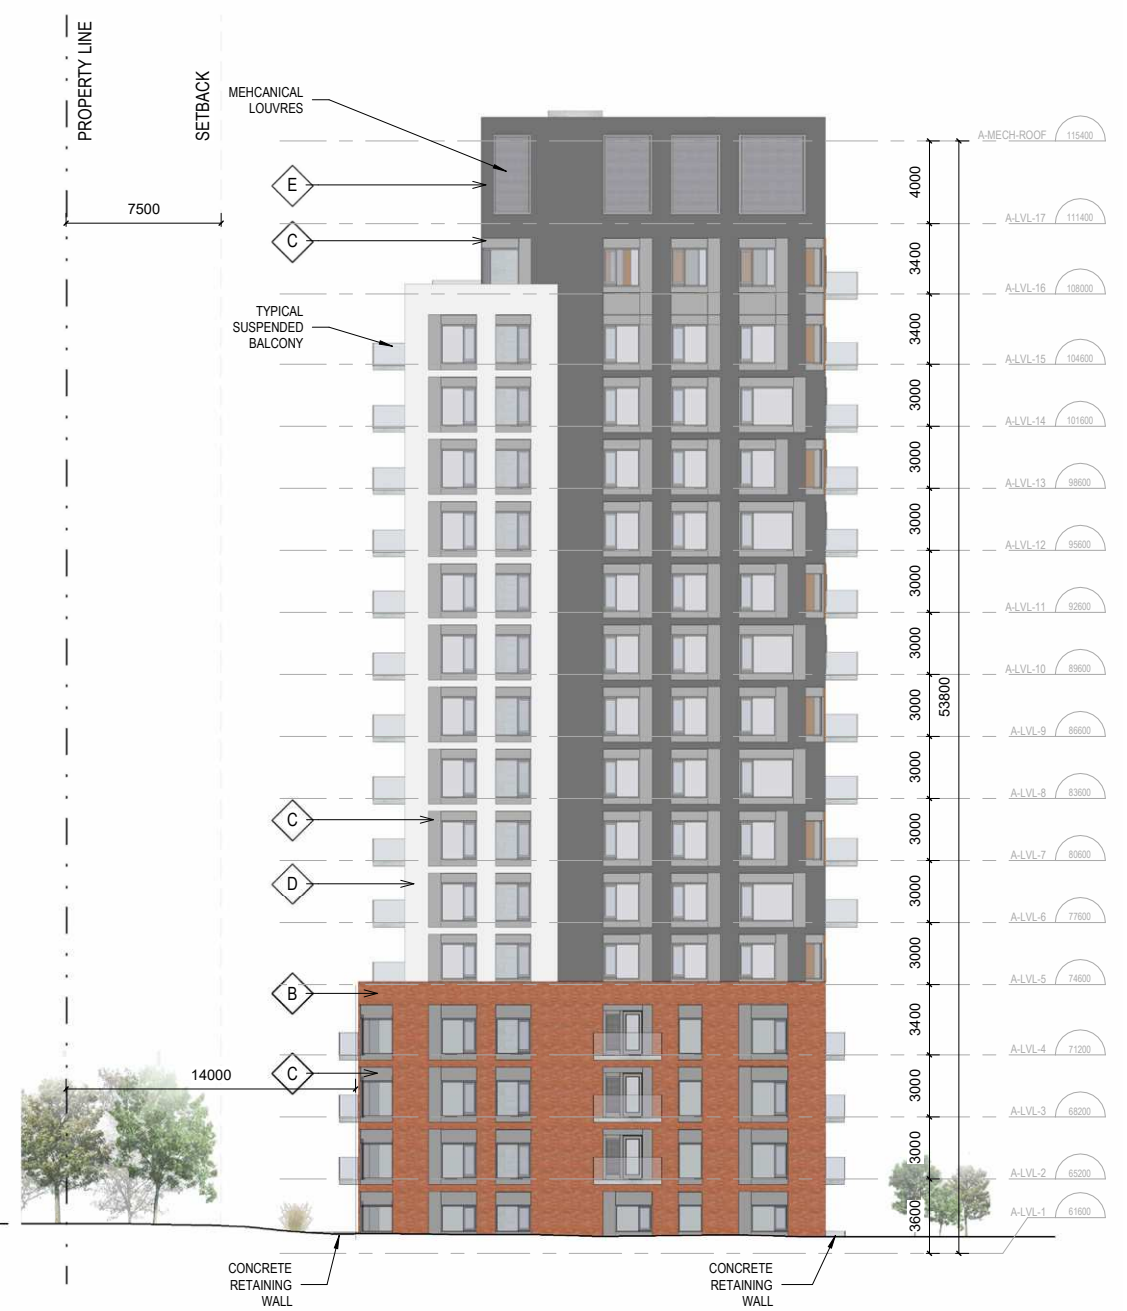 PROPERTY LINE
SETBACK
MEHCANICAL
LOUVRES
A-MECH-ROOF 115400
E
4000
7500
A-LVL-17 111400
C
3400
A-LVL-16 108000
TYPICAL
SUSPENDED
BALCONY
3400
A-LVL-15 104600
3000
A-LVL-14 101600
3000
A-LVL-13 98600
3000
A-LVL-12 95600
3000
A-LVL-11 92600
3000
A-LVL-10 89600
3000
53800
A-LVL-9 86600
3000
A-LVL-8 83600
C
3000
A-LVL-7 80600
D
3000
A-LVL-6 77600
3000
A-LVL-5 74600
B
3400
A-LVL-4 71200
14000
C
3000
A-LVL-3 68200
3000
A-LVL-2 65200
3600
A-LVL-1 61600
CONCRETE
RETAINING
WALL
CONCRETE
RETAINING
WALL